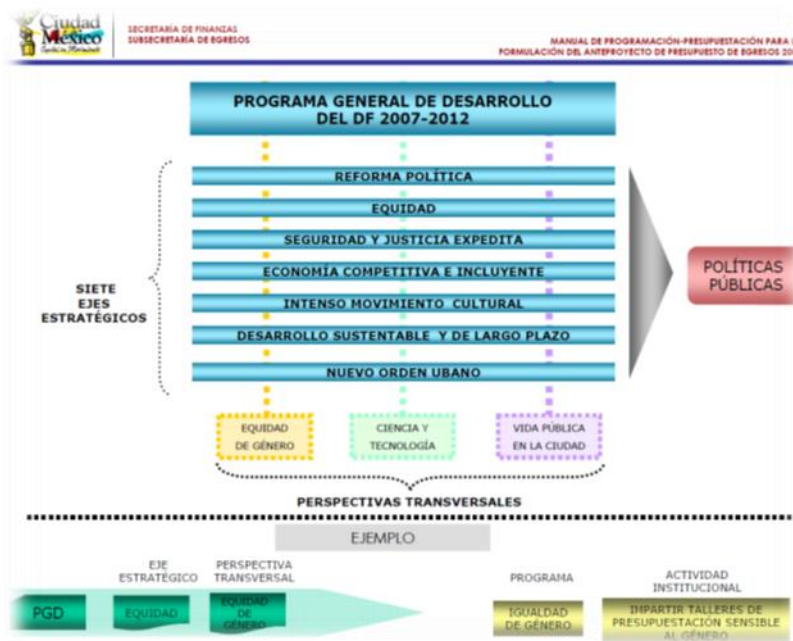 Ciudad
México
SECRETARÍA DE FINANZAS
SUBSECRETARÍA DE EGRESOS
MANUAL DE PROGRAMACIÓN-PRESUPUESTACIÓN PARA
FORMULACIÓN DEL ANTEPROYECTO DE PRESUPUESTO DE EGRESOS 20
PROGRAMA GENERAL DE DESARROLLO
DEL DF 2007-2012
REFORMA POLÍTICA
EQUIDAD
SEGURIDAD Y JUSTICIA EXPEDITA
ECONOMÍA COMPETITIVA E INCLUYENTE
INTENSO MOVIMIENTO CULTURAL
DESARROLLO SUSTENTABLE Y DE LARGO PLAZO
NUEVO ORDEN UBANO
SIETE
EJES
ESTRATÉGICOS
POLÍTICAS
PÚBLICAS
EQUIDAD
DE GÉNERO
CIENCIA Y
TECNOLOGÍA
VIDA PÚBLICA
EN LA CIUDAD
PERSPECTIVAS TRANSVERSALES
EJEMPLO
EJE
ESTRATÉGICO
PERSPECTIVA
TRANSVERSAL
PROGRAMA
ACTIVIDAD
INSTITUCIONAL
PGD
EQUIDAD
EQUIDAD
DE
GÉNERO
IGUALDAD
DE GÉNERO
IMPARTIR TALLERES DE
PRESUPUESTACIÓN SENSIBLE
AL GÉNERO